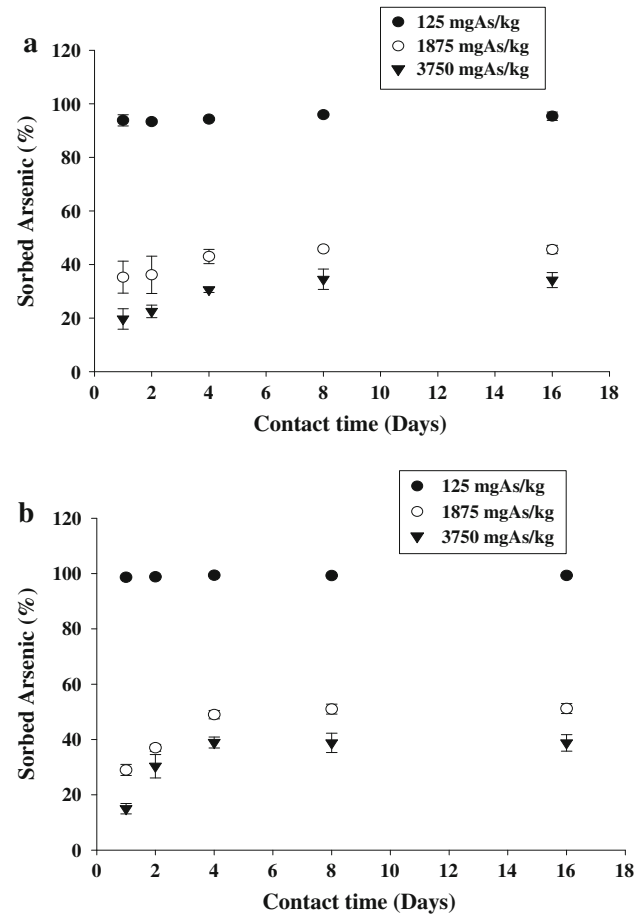 a
125 mgAs/kg
1875 mgAs/kg
3750 mgAs/kg
120
100
80
60
40
20
0
Sorbed Arsenic (%)
0 2 4 6 8 10 12 14 16 18
Contact time (Days)
b
125 mgAs/kg
1875 mgAs/kg
3750 mgAs/kg
120
100
80
60
40
20
0
Sorbed Arsenic (%)
0 2 4 6 8 10 12 14 16 18
Contact time (Days)